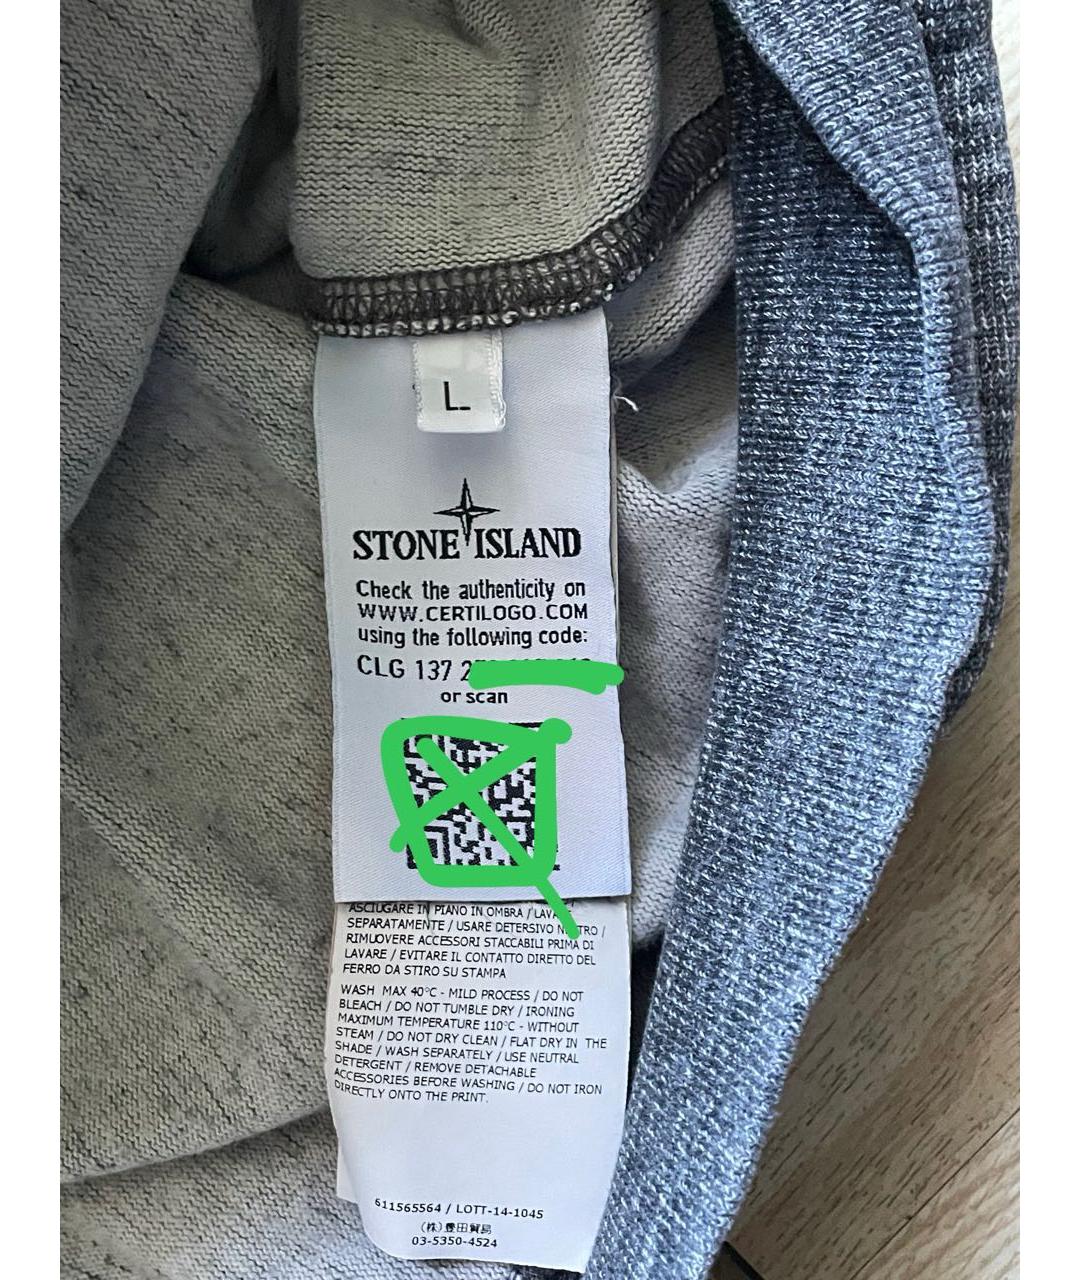 L
STONE ISLAND
Check the authenticity on
WWW.CERTILOGO.COM
using the following code:
CLG 137
or scan
ASCIUGARE IN PIANO IN OMBRA /
SEPARATAMENTE / USARE DETERSIVO
RIMUOVERE ACCESSORI STACCABILI PRIMA DI
LAVARE / EVITARE IL CONTATTO DIRETTO DEL
FERRO DA STIRO SU STAMPA
WASH MAX 40°C - MILD PROCESS / DO NOT
BLEACH / DO NOT TUMBLE DRY / IRONING
MAXIMUM TEMPERATURE 110°C - WITHOUT
STEAM / DO NOT DRY CLEAN / FLAT DRY IN THE
SHADE / WASH SEPARATELY / USE NEUTRAL
DETERGENT / REMOVE DETACHABLE
ACCESSORIES BEFORE WASHING / DO NOT IRON
DIRECTLY ONTO THE PRINT.
611565564 / LOTT-14-1045
(株)豊田貿易
03-5350-4524